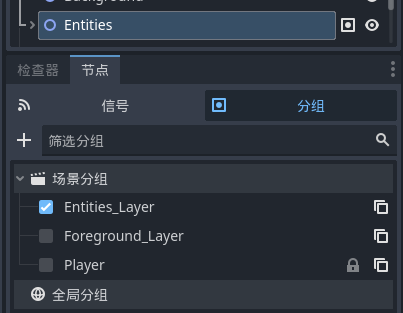 Background
Entities
检查器 节点
信号 分组
筛选分组
场景分组
Entities_Layer
Foreground_Layer
Player
全局分组